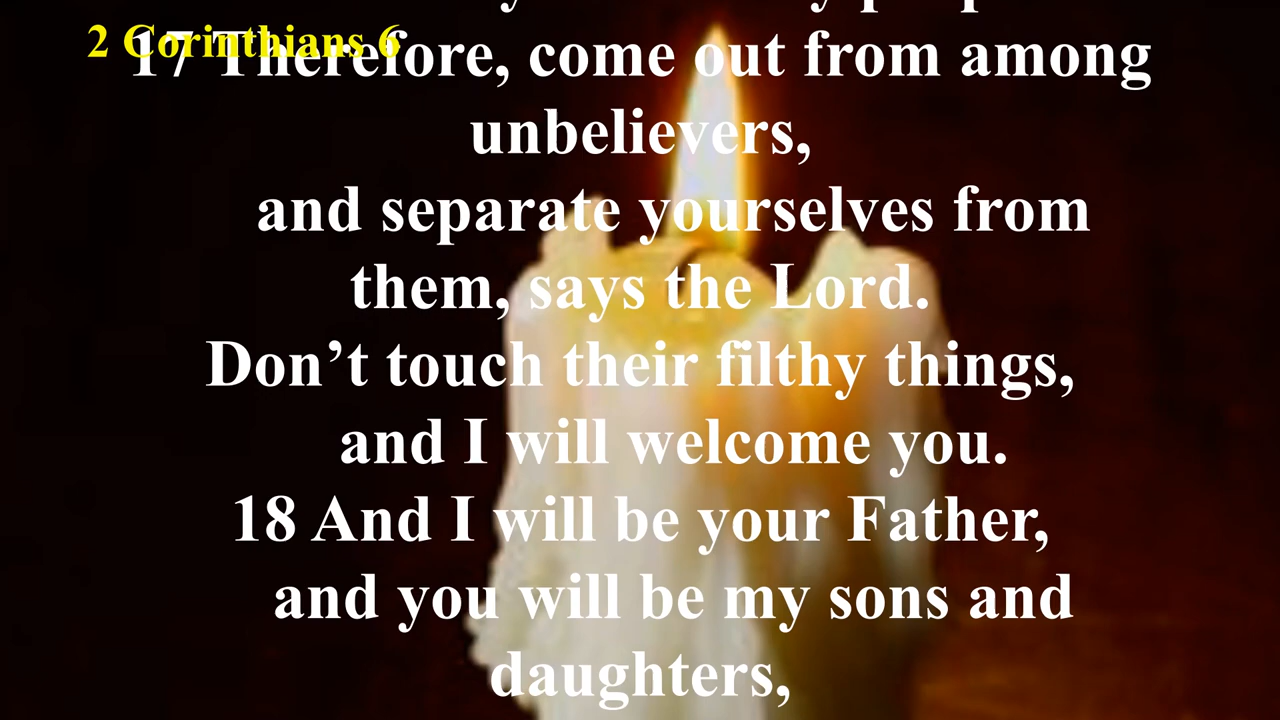 2 Corinthians 6
17 Therefore, come out from among
unbelievers,
and separate yourselves from
them, says the Lord.
Don’t touch their filthy things,
and I will welcome you.
18 And I will be your Father,
and you will be my sons and
daughters,